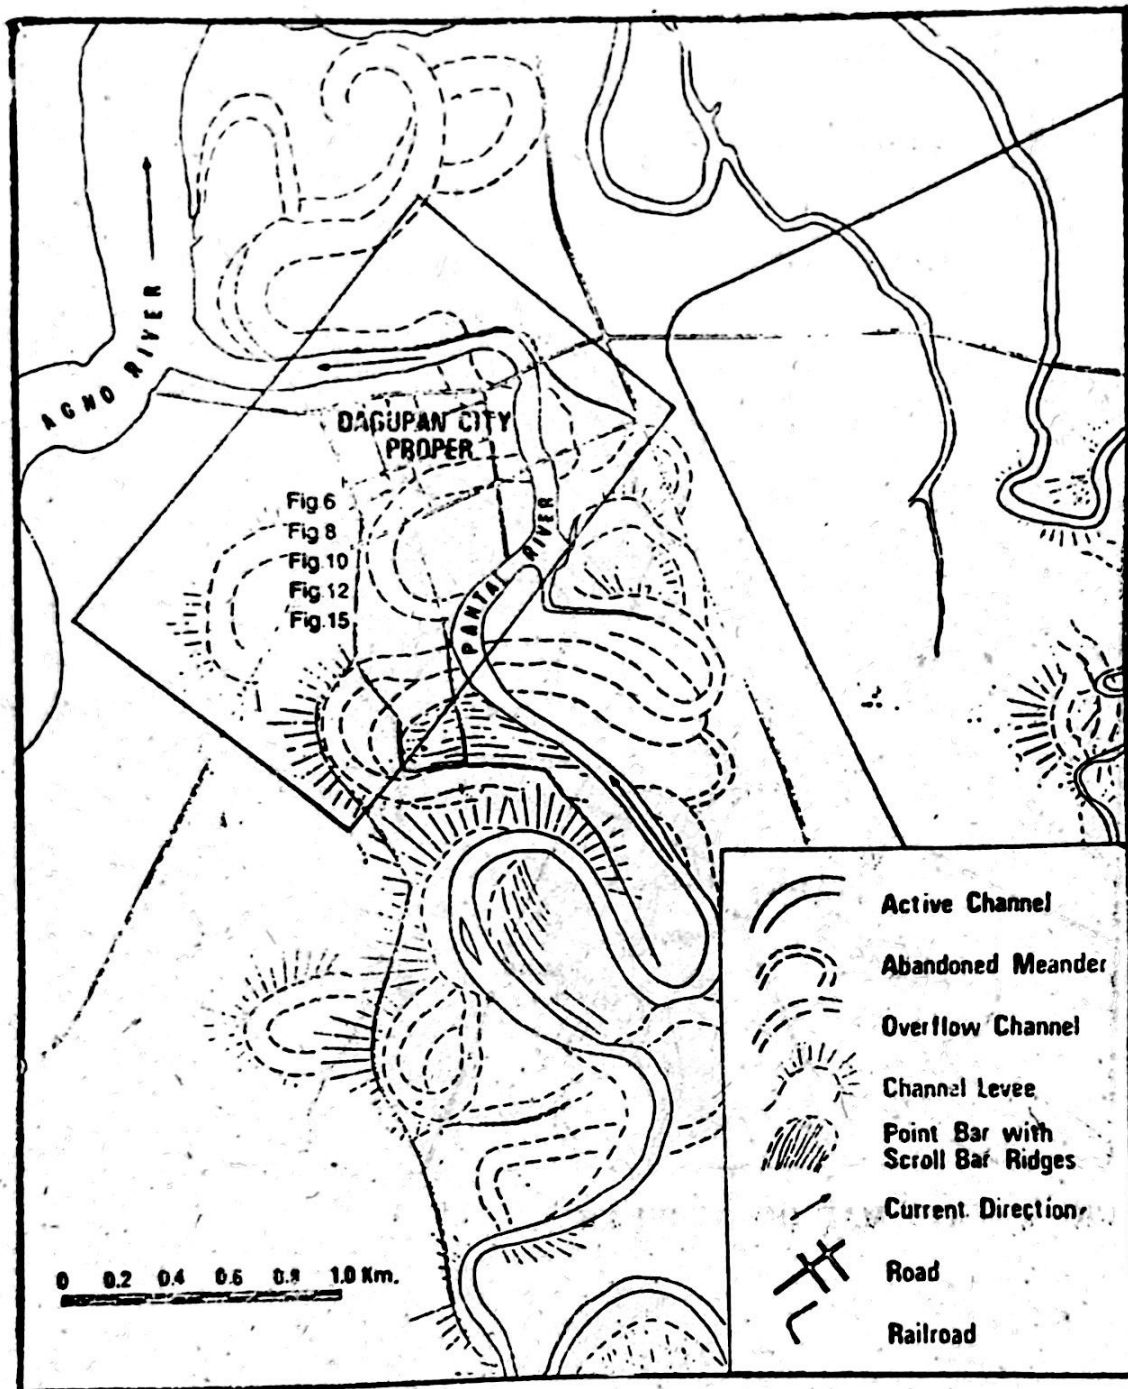 AGNO RIVER
DAGUPAN CITY
PROPER
Fig.6
Fig 8
Fig.10
Fig.12
Fig.15
PANTAL RIVER
Active Channel
Abandoned Meander
Overflow Channel
Channel Levee
Point Bar with
Scroll Bar Ridges
Current Direction
Road
Railroad
0 0.2 0.4 0.6 0.8 1.0 Km.